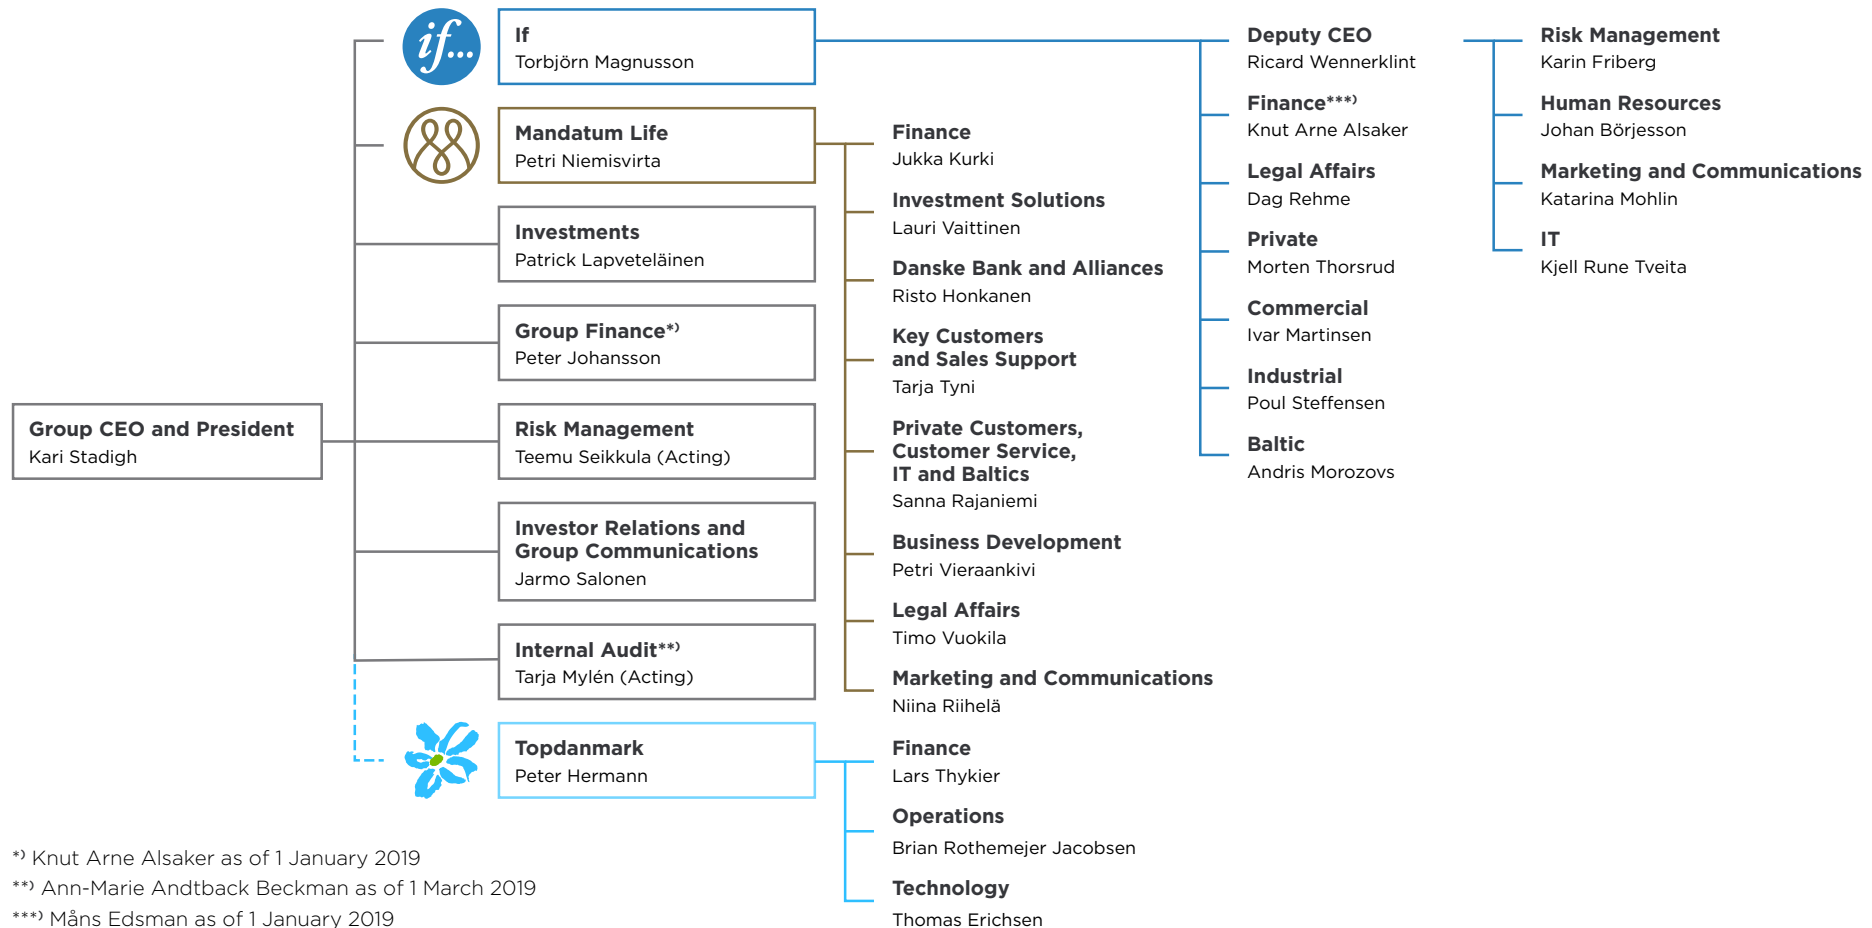 if...
If
Torbjörn Magnusson
Mandatum Life
Petri Niemisvirta
Investments
Patrick Lapveteläinen
Group Finance*⁾
Peter Johansson
Group CEO and President
Kari Stadigh
Risk Management
Teemu Seikkula (Acting)
Investor Relations and
Group Communications
Jarmo Salonen
Internal Audit**⁾
Tarja Mylén (Acting)
Topdanmark
Peter Hermann
Finance
Jukka Kurki
Investment Solutions
Lauri Vaittinen
Danske Bank and Alliances
Risto Honkanen
Key Customers
and Sales Support
Tarja Tyni
Private Customers,
Customer Service,
IT and Baltics
Sanna Rajaniemi
Business Development
Petri Vieraankivi
Legal Affairs
Timo Vuokila
Marketing and Communications
Niina Riihelä
Finance
Lars Thykier
Operations
Brian Rothemejer Jacobsen
Technology
Thomas Erichsen
Deputy CEO
Ricard Wennerklint
Finance***⁾
Knut Arne Alsaker
Legal Affairs
Dag Rehme
Private
Morten Thorsrud
Commercial
Ivar Martinsen
Industrial
Poul Steffensen
Baltic
Andris Morozovs
Risk Management
Karin Friberg
Human Resources
Johan Börjesson
Marketing and Communications
Katarina Mohlin
IT
Kjell Rune Tveita
*⁾ Knut Arne Alsaker as of 1 January 2019
**⁾ Ann-Marie Andtback Beckman as of 1 March 2019
***⁾ Måns Edsman as of 1 January 2019